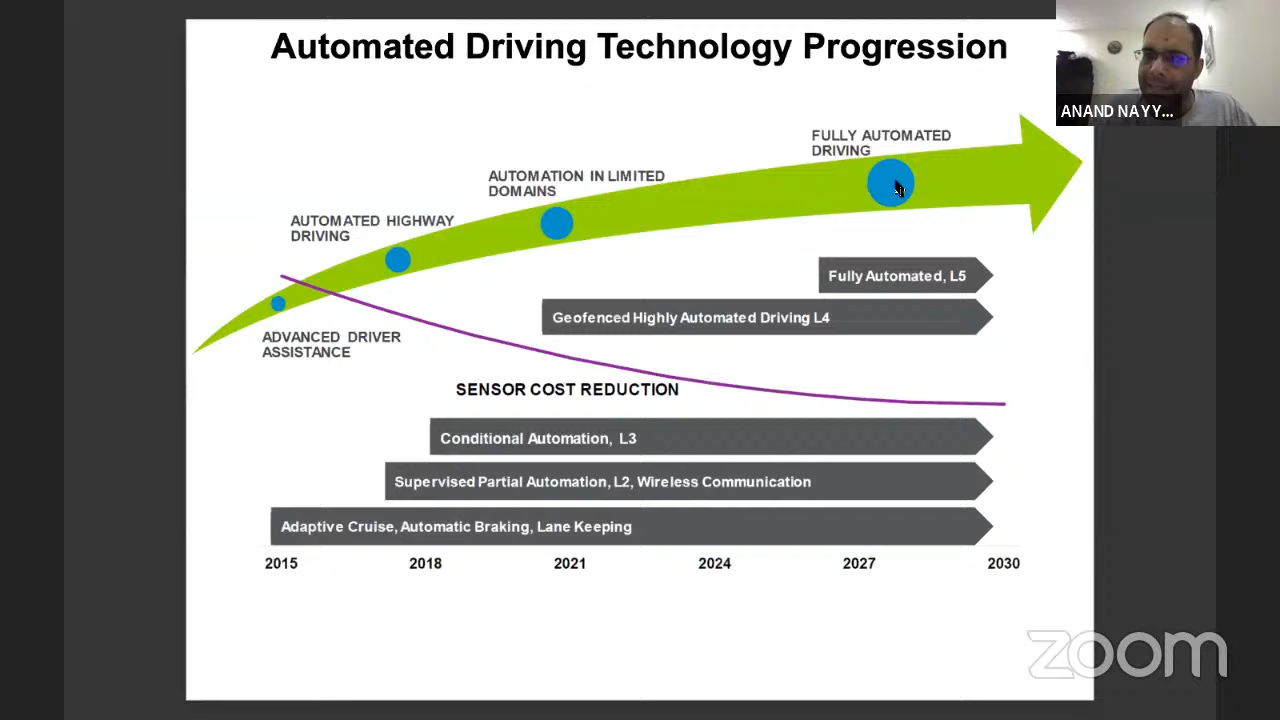 Automated Driving Technology Progression
ANAND NAYY...
FULLY AUTOMATED
DRIVING
AUTOMATION IN LIMITED
DOMAINS
AUTOMATED HIGHWAY
DRIVING
ADVANCED DRIVER
ASSISTANCE
Fully Automated, L5
Geofenced Highly Automated Driving L4
SENSOR COST REDUCTION
Conditional Automation, L3
Supervised Partial Automation, L2, Wireless Communication
Adaptive Cruise, Automatic Braking, Lane Keeping
2015 2018 2021 2024 2027 2030
zoom